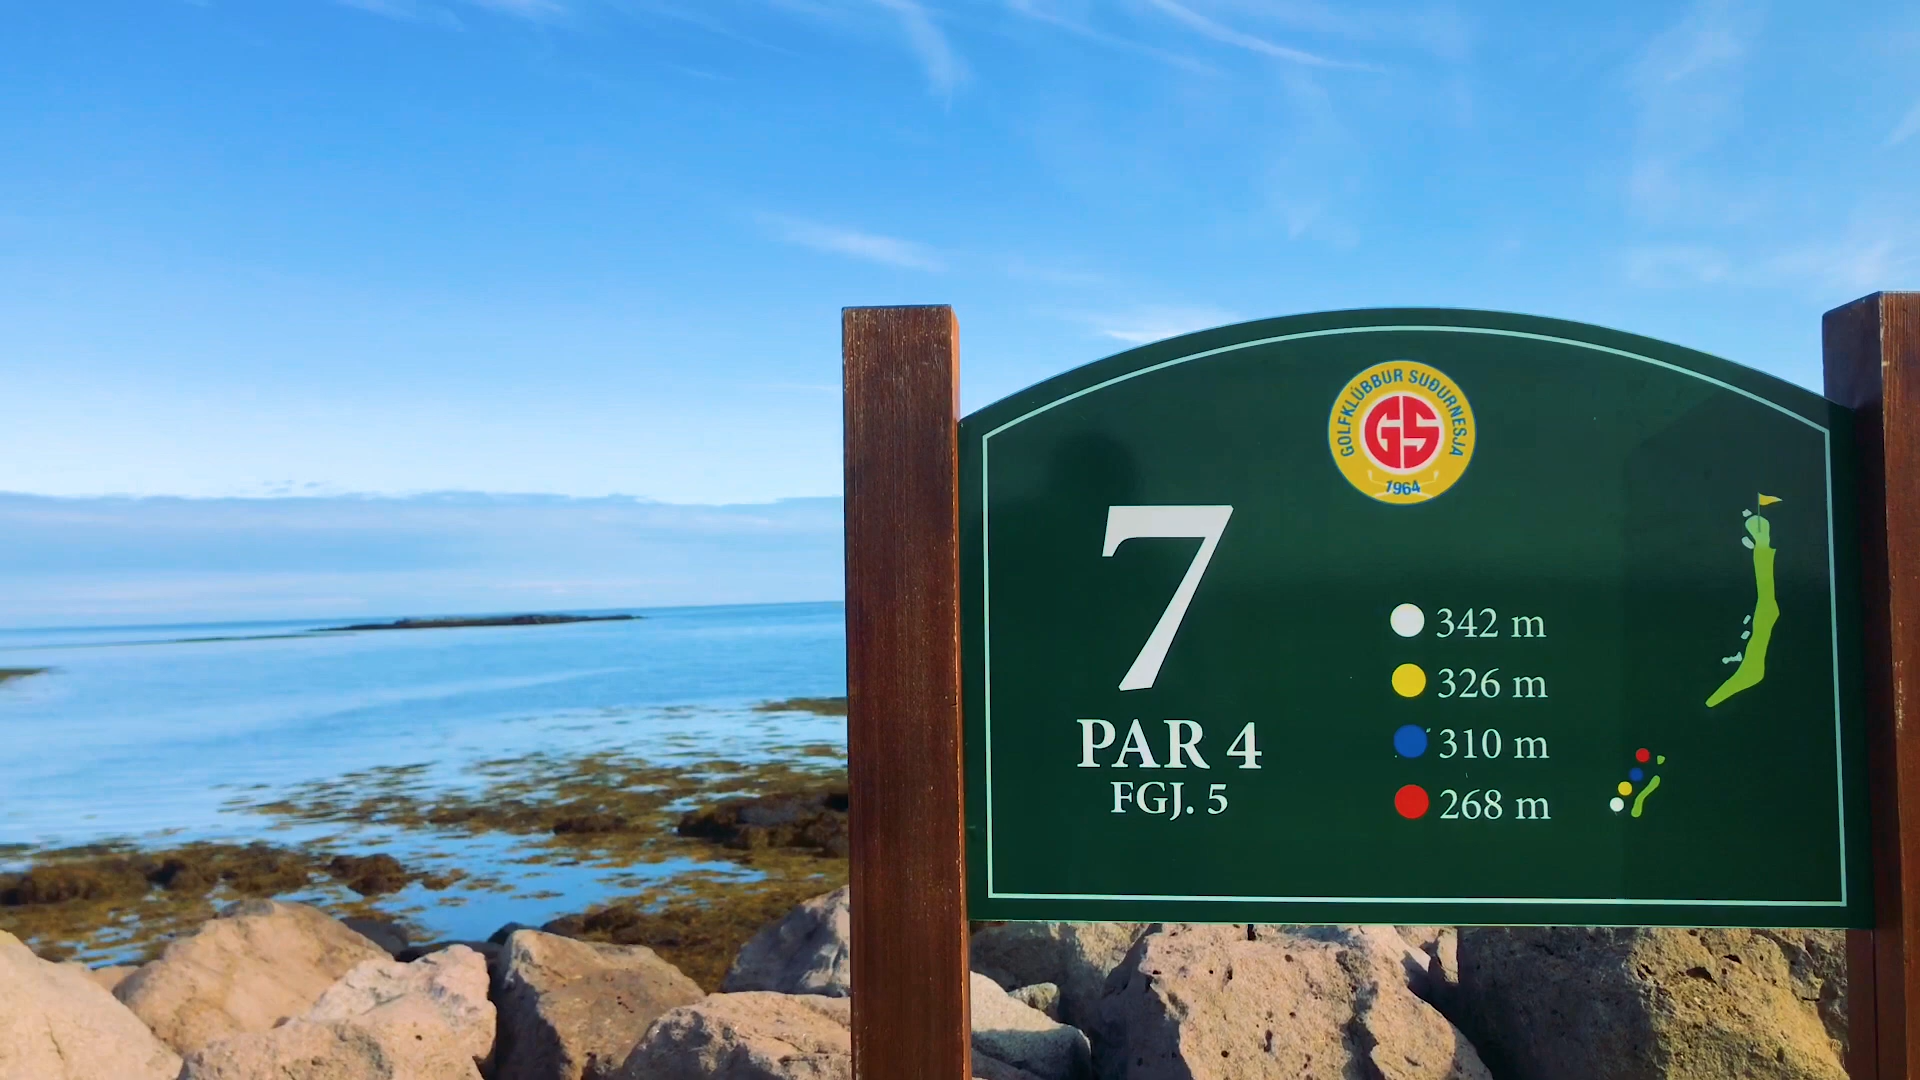 GOLFKLÚBBUR SUÐURNESJA
GS
1964
7
PAR 4
FGJ. 5
342 m
326 m
310 m
268 m